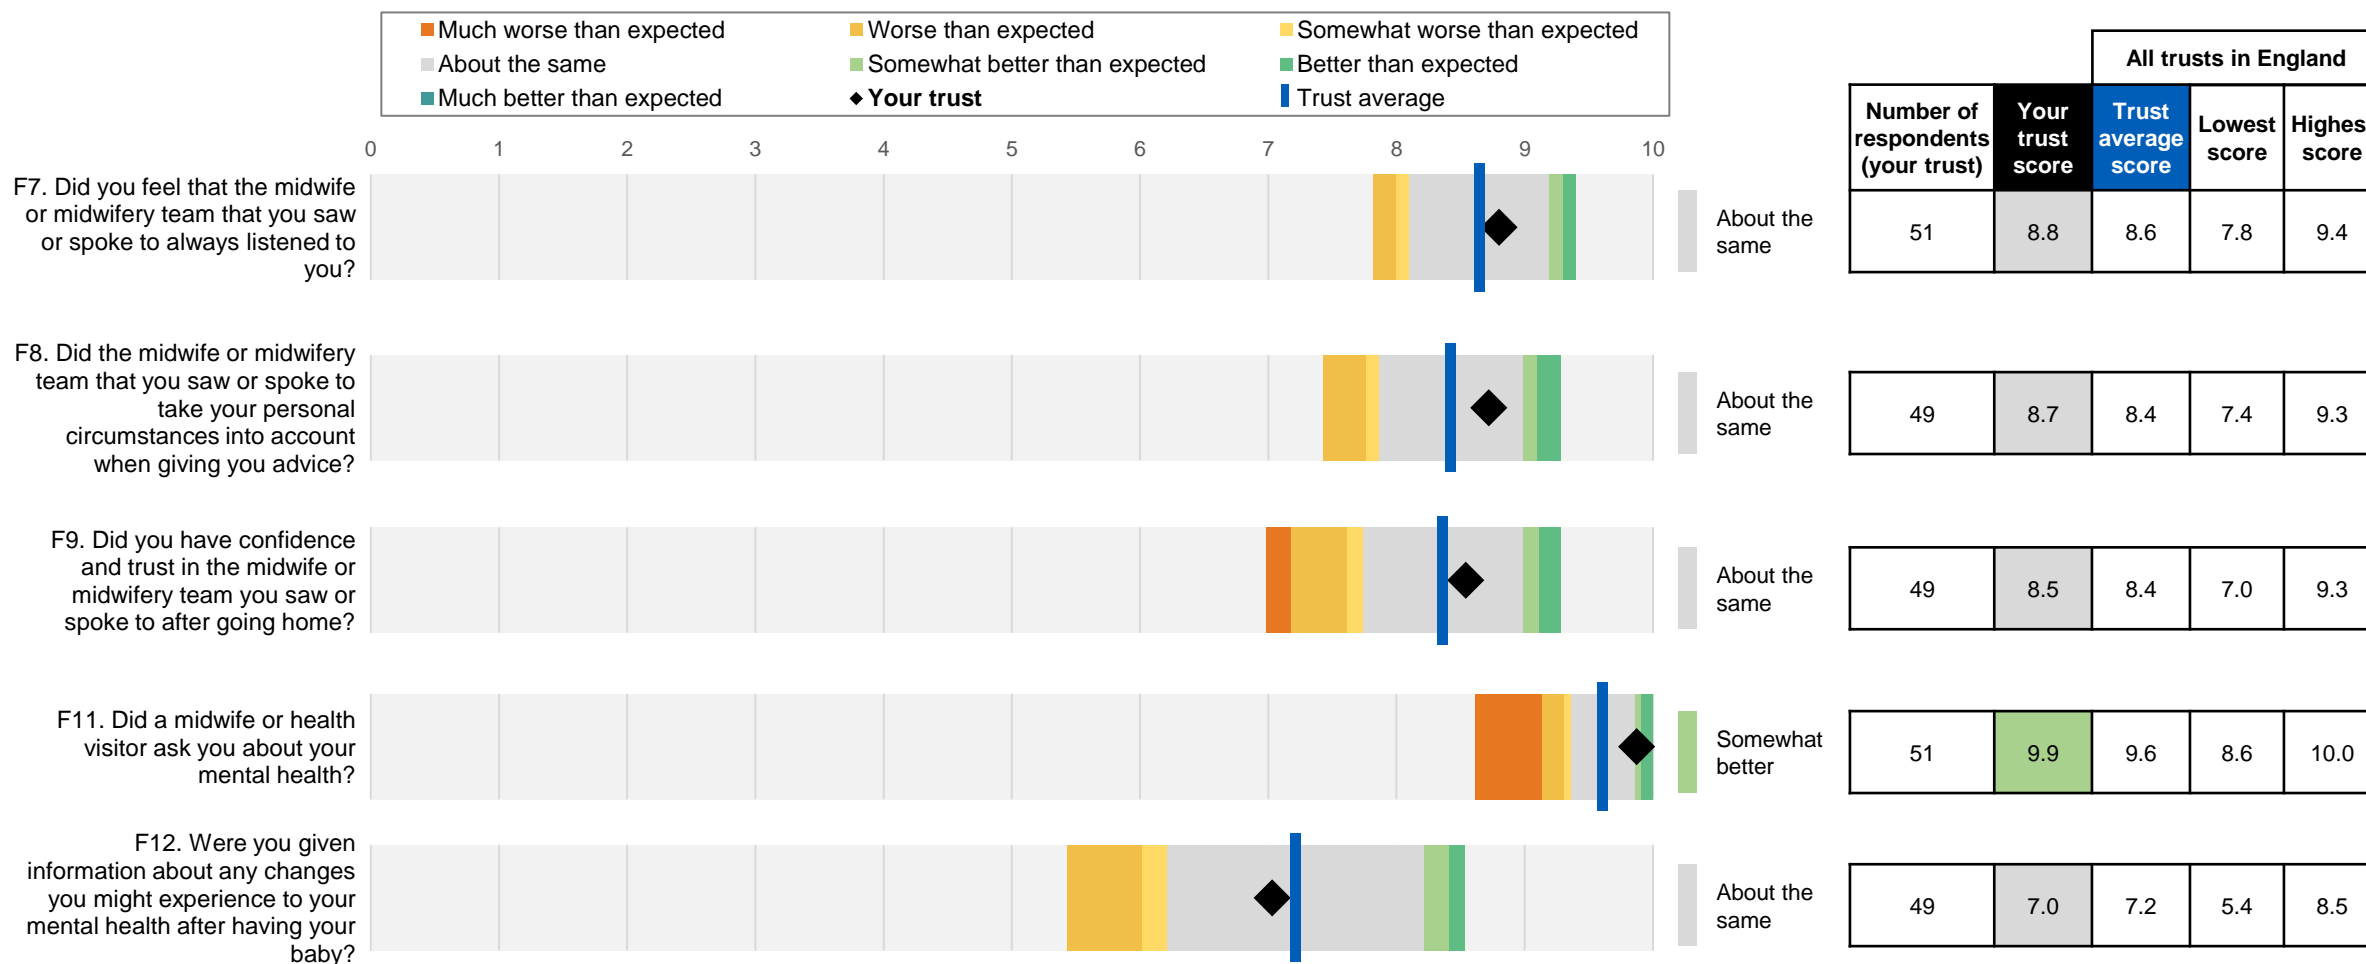 Much worse than expected
Worse than expected
Somewhat worse than expected
About the same
Somewhat better than expected
Better than expected
Much better than expected
Your trust
Trust average
All trusts in England
Number of
respondents
(your trust)
Your
trust
score
Trust
average
score
Lowest
score
Highes
score
0 1 2 3 4 5 6 7 8 9 10
F7. Did you feel that the midwife
or midwifery team that you saw
or spoke to always listened to
you?
About the
same
51 8.8 8.6 7.8 9.4
F8. Did the midwife or midwifery
team that you saw or spoke to
take your personal
circumstances into account
when giving you advice?
About the
same
49 8.7 8.4 7.4 9.3
F9. Did you have confidence
and trust in the midwife or
midwifery team you saw or
spoke to after going home?
About the
same
49 8.5 8.4 7.0 9.3
F11. Did a midwife or health
visitor ask you about your
mental health?
Somewhat
better
51 9.9 9.6 8.6 10.0
F12. Were you given
information about any changes
you might experience to your
mental health after having your
baby?
About the
same
49 7.0 7.2 5.4 8.5